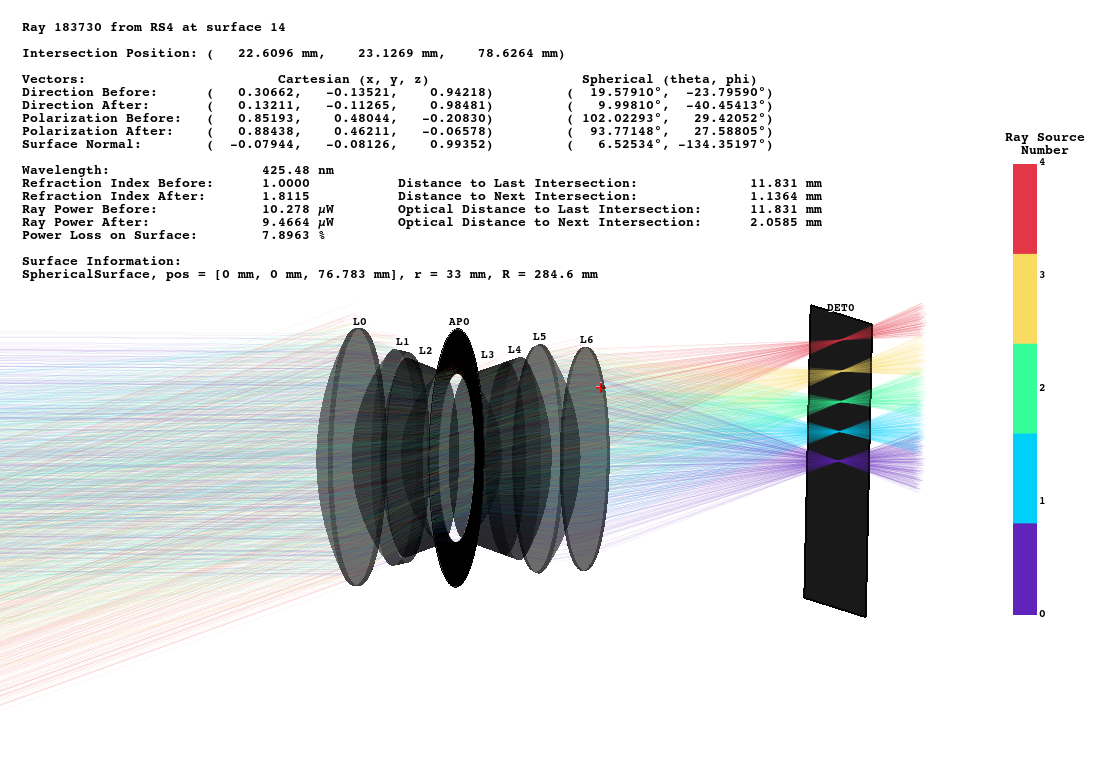 Ray 183730 from RS4 at surface 14
Intersection Position: ( 22.6096 mm, 23.1269 mm, 78.6264 mm)
Vectors: Cartesian (x, y, z) Spherical (theta, phi)
Direction Before: ( 0.30662, -0.13521, 0.94218) ( 19.57910°, -23.79590°)
Direction After: ( 0.13211, -0.11265, 0.98481) ( 9.99810°, -40.45413°)
Polarization Before: ( 0.85193, 0.48044, -0.20830) ( 102.02293°, 29.42052°)
Polarization After: ( 0.88438, 0.46211, -0.06578) ( 93.77148°, 27.58805°)
Surface Normal: ( -0.07944, -0.08126, 0.99352) ( 6.52534°, -134.35197°)
Wavelength: 425.48 nm
Refraction Index Before: 1.0000 Distance to Last Intersection: 11.831 mm
Refraction Index After: 1.8115 Distance to Next Intersection: 1.1364 mm
Ray Power Before: 10.278 µW Optical Distance to Last Intersection: 11.831 mm
Ray Power After: 9.4664 µW Optical Distance to Next Intersection: 2.0585 mm
Power Loss on Surface: 7.8963 %
Surface Information:
SphericalSurface, pos = [0 mm, 0 mm, 76.783 mm], r = 33 mm, R = 284.6 mm
Ray Source
Number
4
3
2
1
0
L0
L1
L2
AP0
L3
L4
L5
L6
DET0